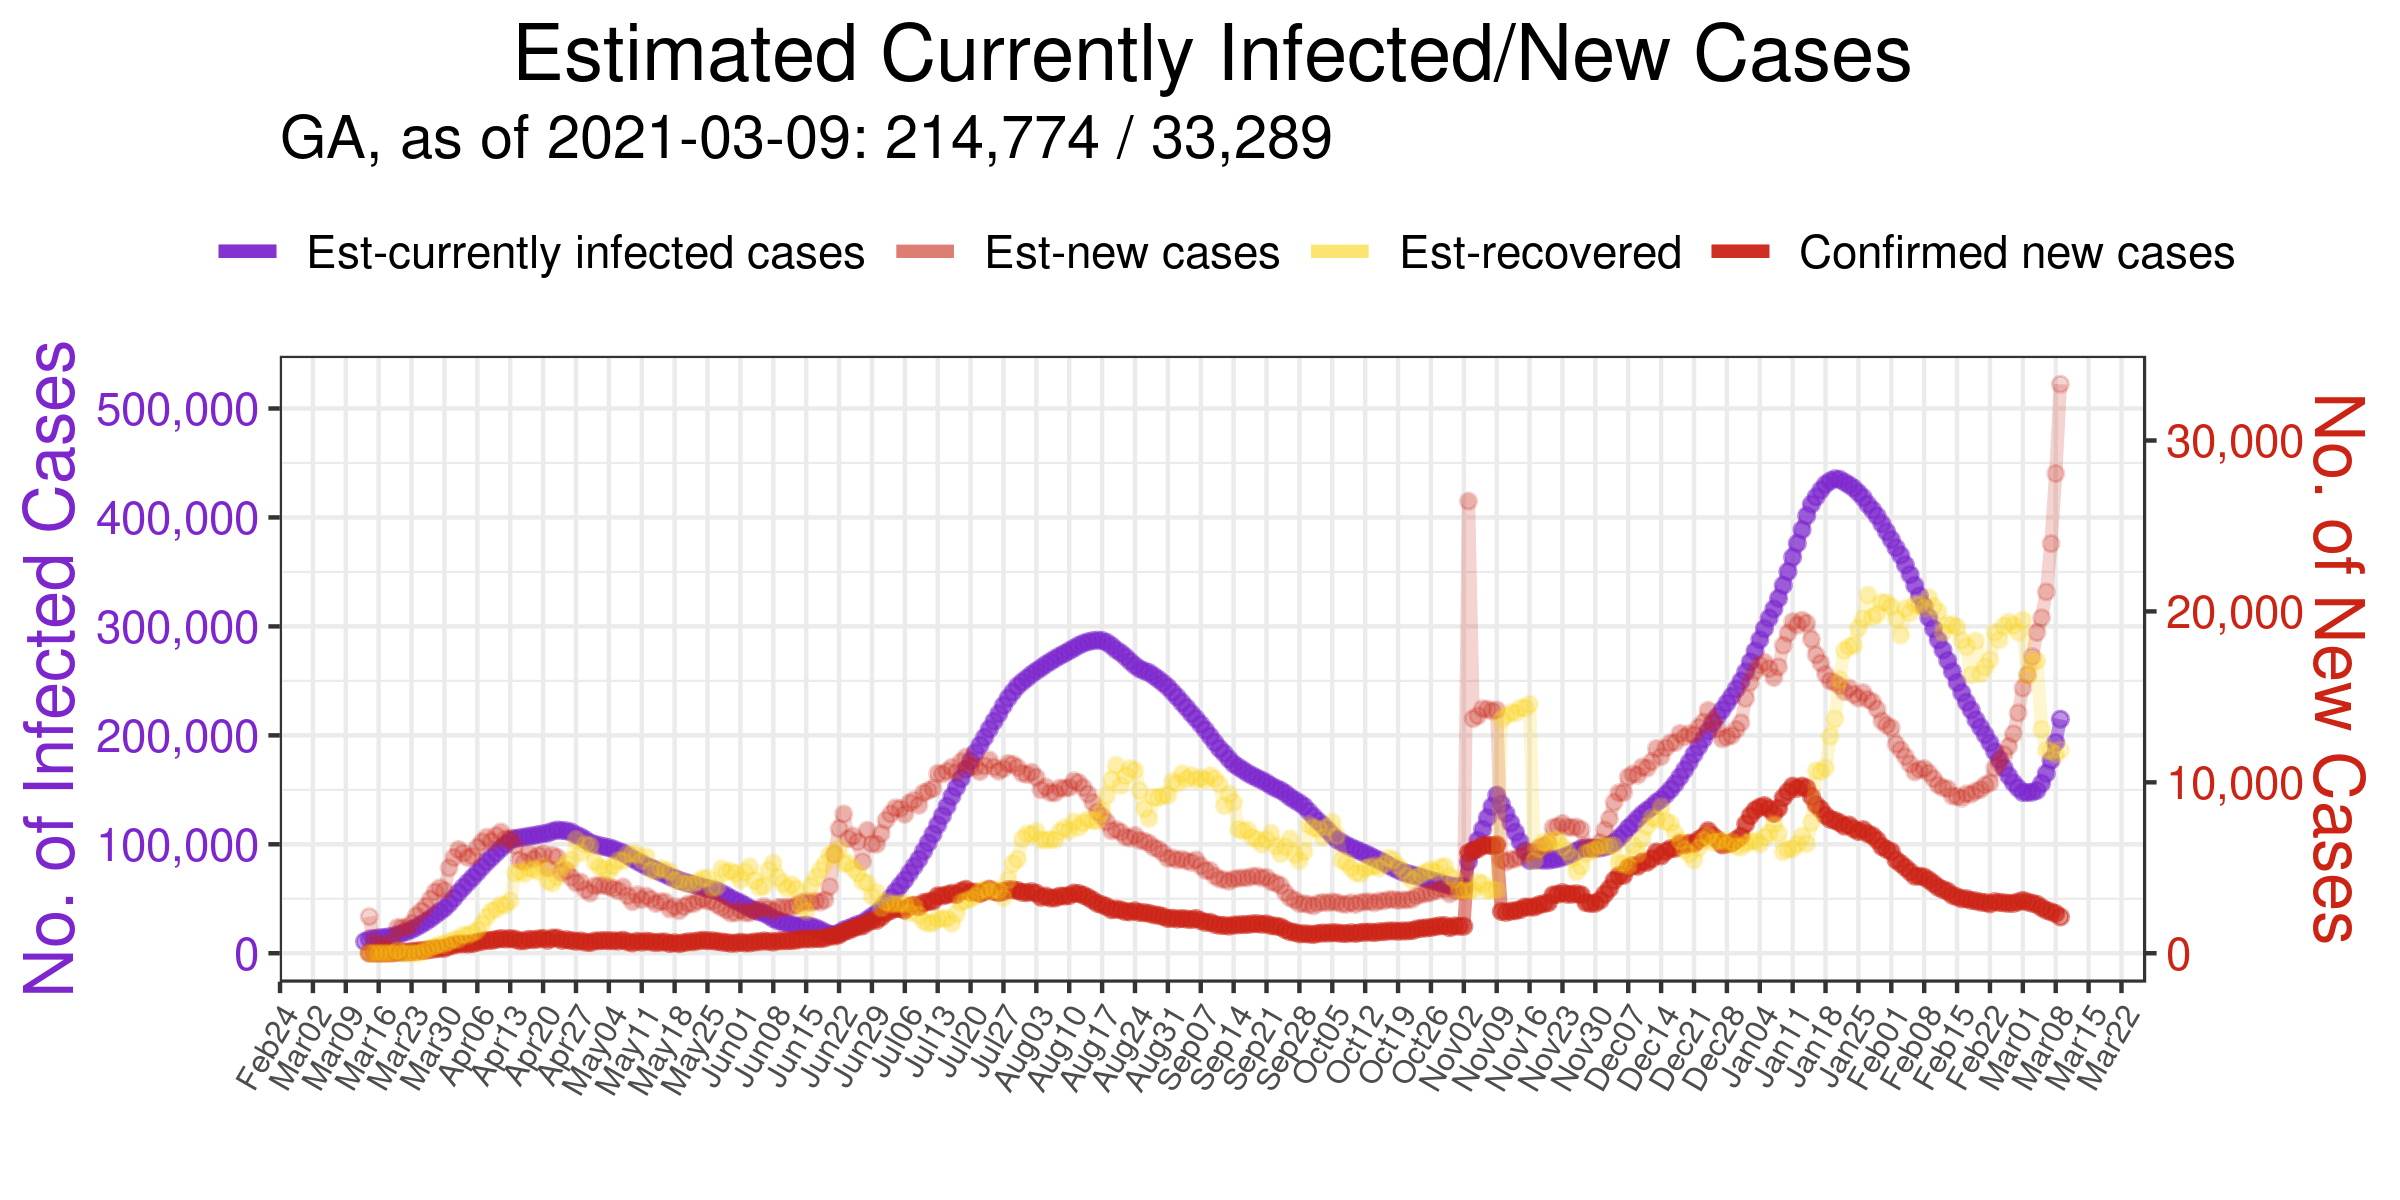 Estimated Currently Infected/New Cases
GA, as of 2021-03-09: 214,774 / 33,289
Est-currently infected cases Est-new cases Est-recovered Confirmed new cases
No. of Infected Cases
500,000
400,000
300,000
200,000
100,000
0
30,000
20,000
10,000
0
No. of New Cases
Feb24 Mar02 Mar09 Mar16 Mar23 Mar30 Apr06 Apr13 Apr20 Apr27 May04 May11 May18 May25 Jun01 Jun08 Jun15 Jun22 Jun29 Jul06 Jul13 Jul20 Jul27 Aug03 Aug10 Aug17 Aug24 Aug31 Sep07 Sep14 Sep21 Sep28 Oct05 Oct12 Oct19 Oct26 Nov02 Nov09 Nov16 Nov23 Nov30 Dec07 Dec14 Dec21 Dec28 Jan04 Jan11 Jan18 Jan25 Feb01 Feb08 Feb15 Feb22 Mar01 Mar08 Mar15 Mar22